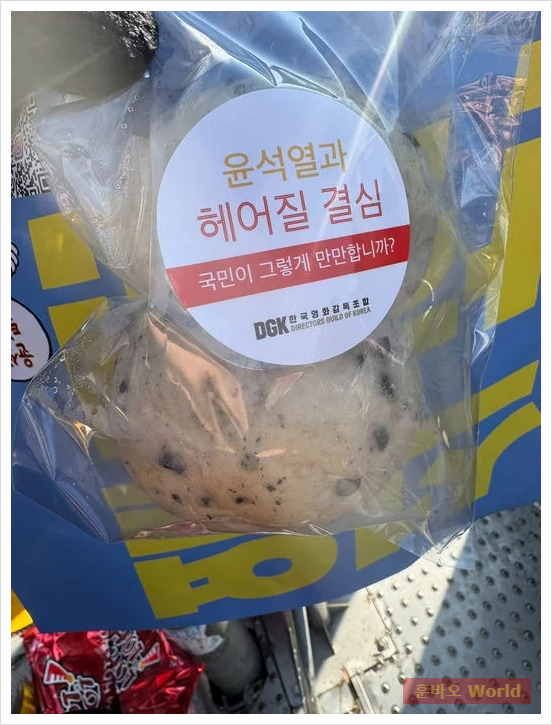 윤석열과
헤어질 결심
국민이 그렇게 만만합니까?
DGK 한국영화감독조합
DIRECTORS GUILD OF KOREA
훈바오 World